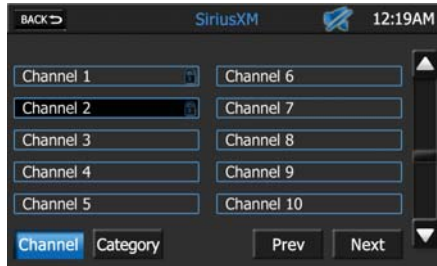 BACK SiriusXM 12:19AM
Channel 1 Channel 6
Channel 2 Channel 7
Channel 3 Channel 8
Channel 4 Channel 9
Channel 5 Channel 10
Channel Category Prev Next